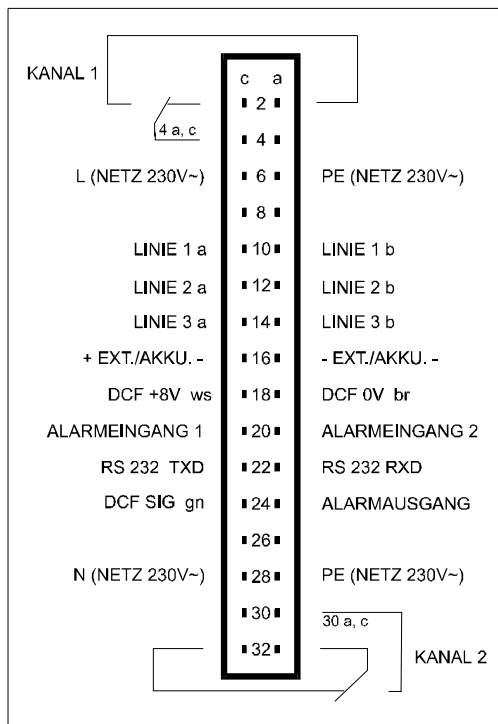 KANAL 1
c a
2
4 a, c
4
L (NETZ 230V~) 6 PE (NETZ 230V~)
8
LINIE 1 a 10 LINIE 1 b
LINIE 2 a 12 LINIE 2 b
LINIE 3 a 14 LINIE 3 b
+ EXT./AKKU. - 16 - EXT./AKKU. -
DCF +8V ws 18 DCF 0V br
ALARMEINGANG 1 20 ALARMEINGANG 2
RS 232 TXD 22 RS 232 RXD
DCF SIG gn 24 ALARMAUSGANG
26
N (NETZ 230V~) 28 PE (NETZ 230V~)
30 30 a, c
32
KANAL 2